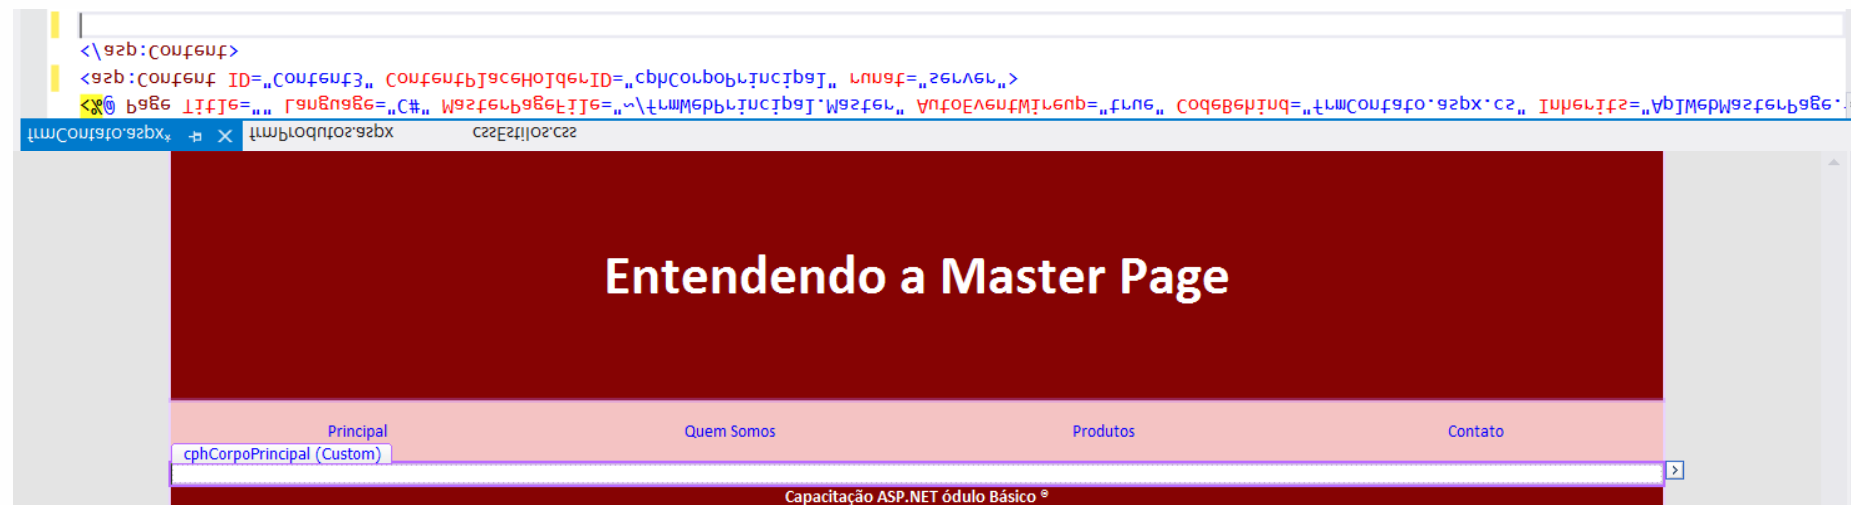 frmContato.aspx* frmProdutos.aspx cssEstilos.css
<%@ Page Title="" Language="C#" MasterPageFile="~/frmWebPrincipal.Master" AutoEventWireup="true" CodeBehind="frmContato.aspx.cs" Inherits="AplWebMasterPage.
<asp:Content ID="Content3" ContentPlaceHolderID="cphCorpoPrincipal" runat="server">
</asp:Content>
Entendendo a Master Page
Principal Quem Somos Produtos Contato
cphCorpoPrincipal (Custom)
Capacitação ASP.NET ódulo Básico ®